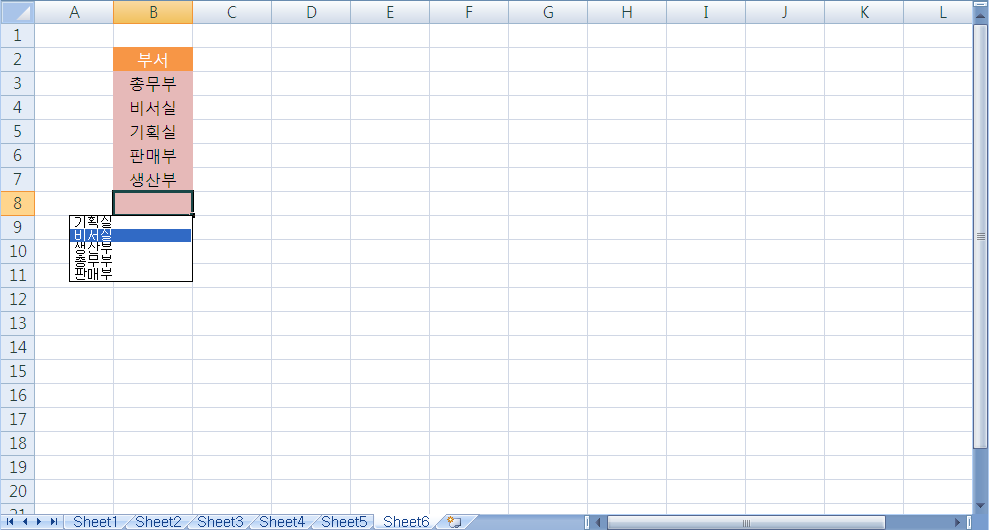 A B C D E F G H I J K L
1
2 부서
3 총무부
4 비서실
5 기획실
6 판매부
7 생산부
8
9 기획실
비서실
10 생산부
총무부
11 판매부
12
13
14
15
16
17
18
19
20
21
Sheet1 Sheet2 Sheet3 Sheet4 Sheet5 Sheet6